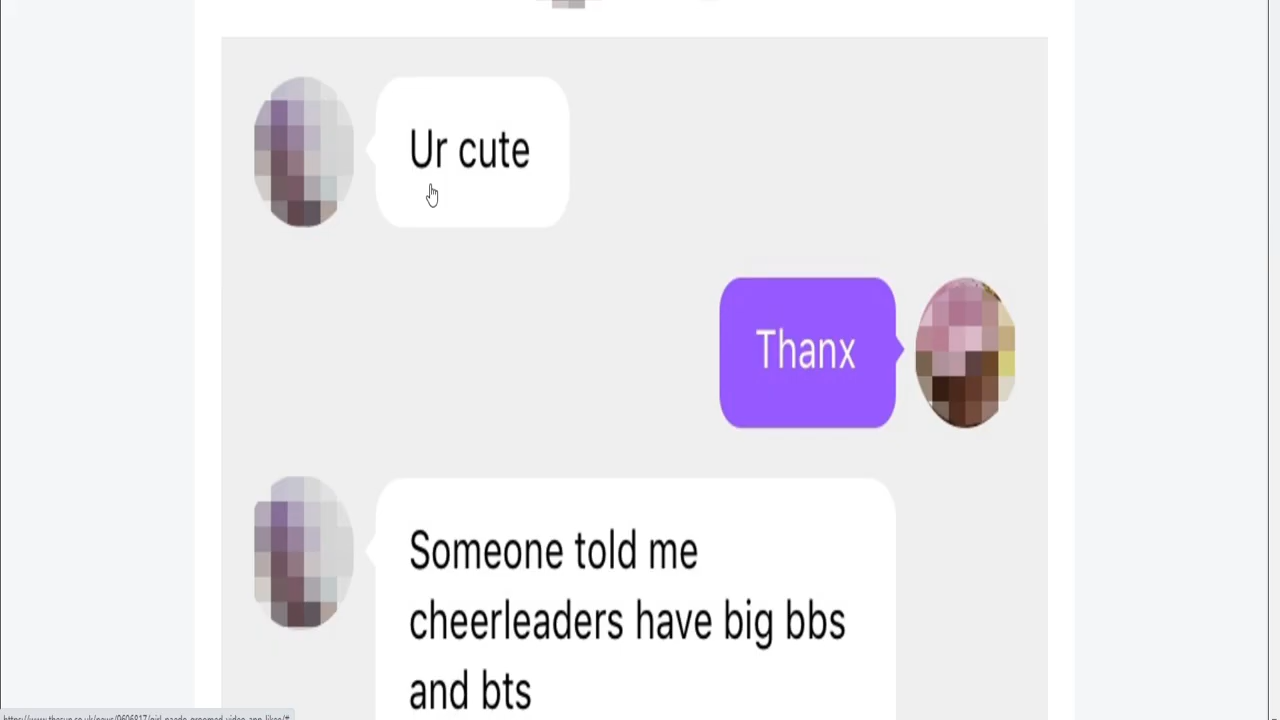 Ur cute
Thanx
Someone told me
cheerleaders have big bbs
and bts